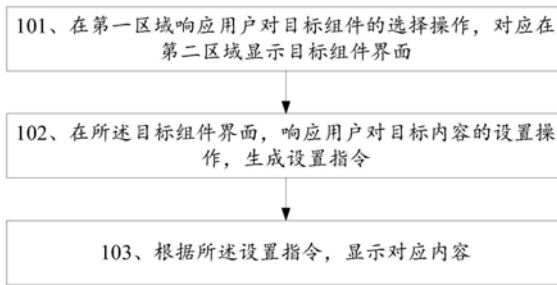 101、在第一区域响应用户对目标组件的选择操作，对应在
第二区域显示目标组件界面
102、在所述目标组件界面，响应用户对目标内容的设置操
作，生成设置指令
103、根据所述设置指令，显示对应内容